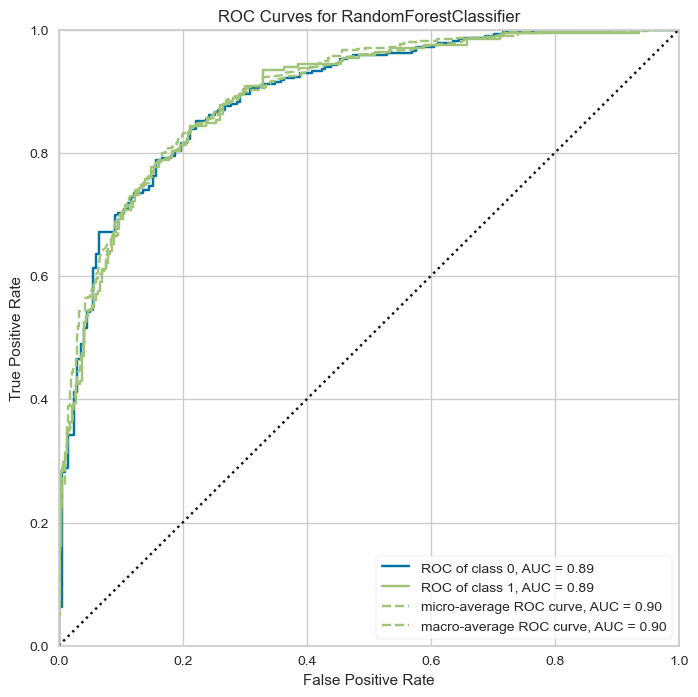 ROC Curves for RandomForestClassifier
True Positive Rate
1.0
0.8
0.6
0.4
0.2
0.0
ROC of class 0, AUC = 0.89
ROC of class 1, AUC = 0.89
micro-average ROC curve, AUC = 0.90
macro-average ROC curve, AUC = 0.90
0.0 0.2 0.4 0.6 0.8 1.0
False Positive Rate